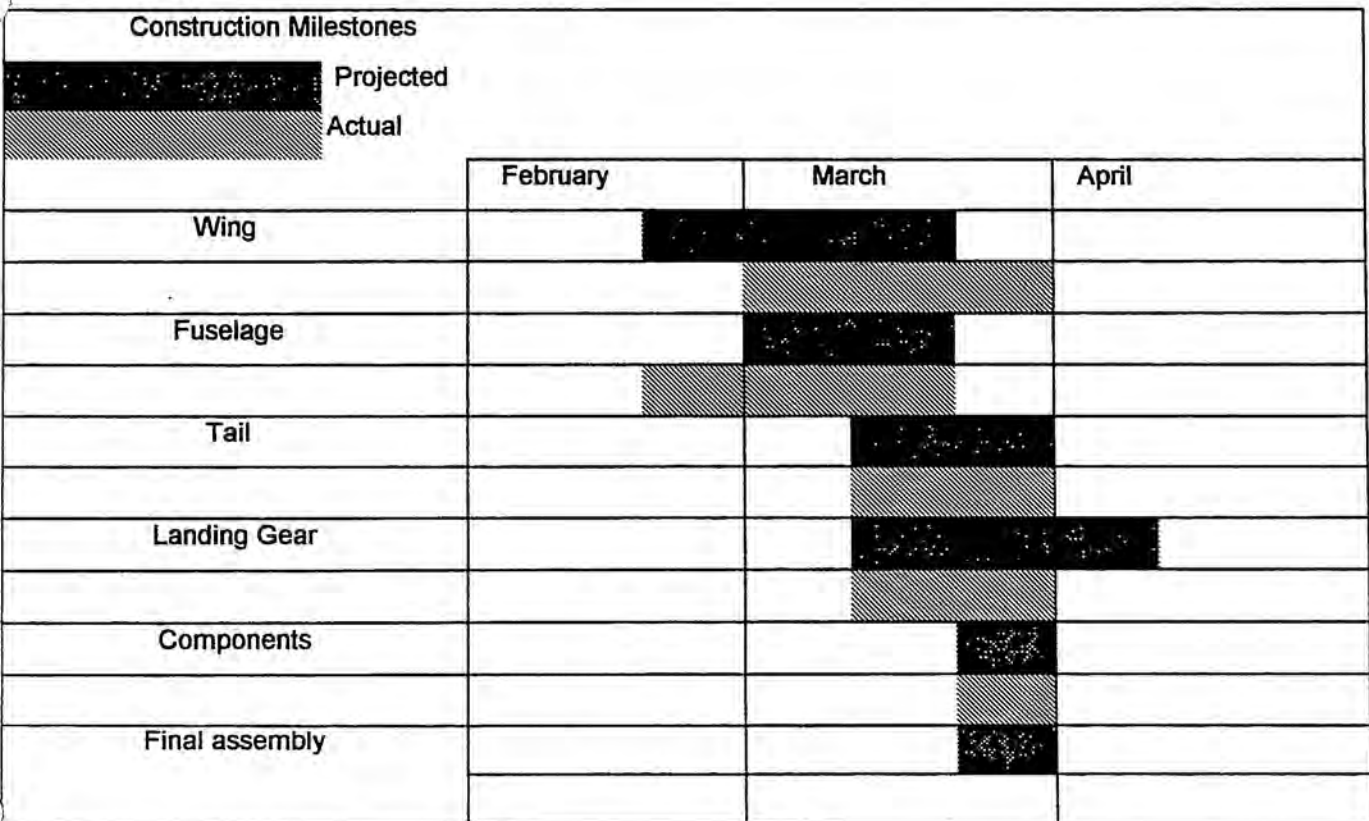 Construction Milestones
Projected
Actual
February March April
Wing
Fuselage
Tail
Landing Gear
Components
Final assembly